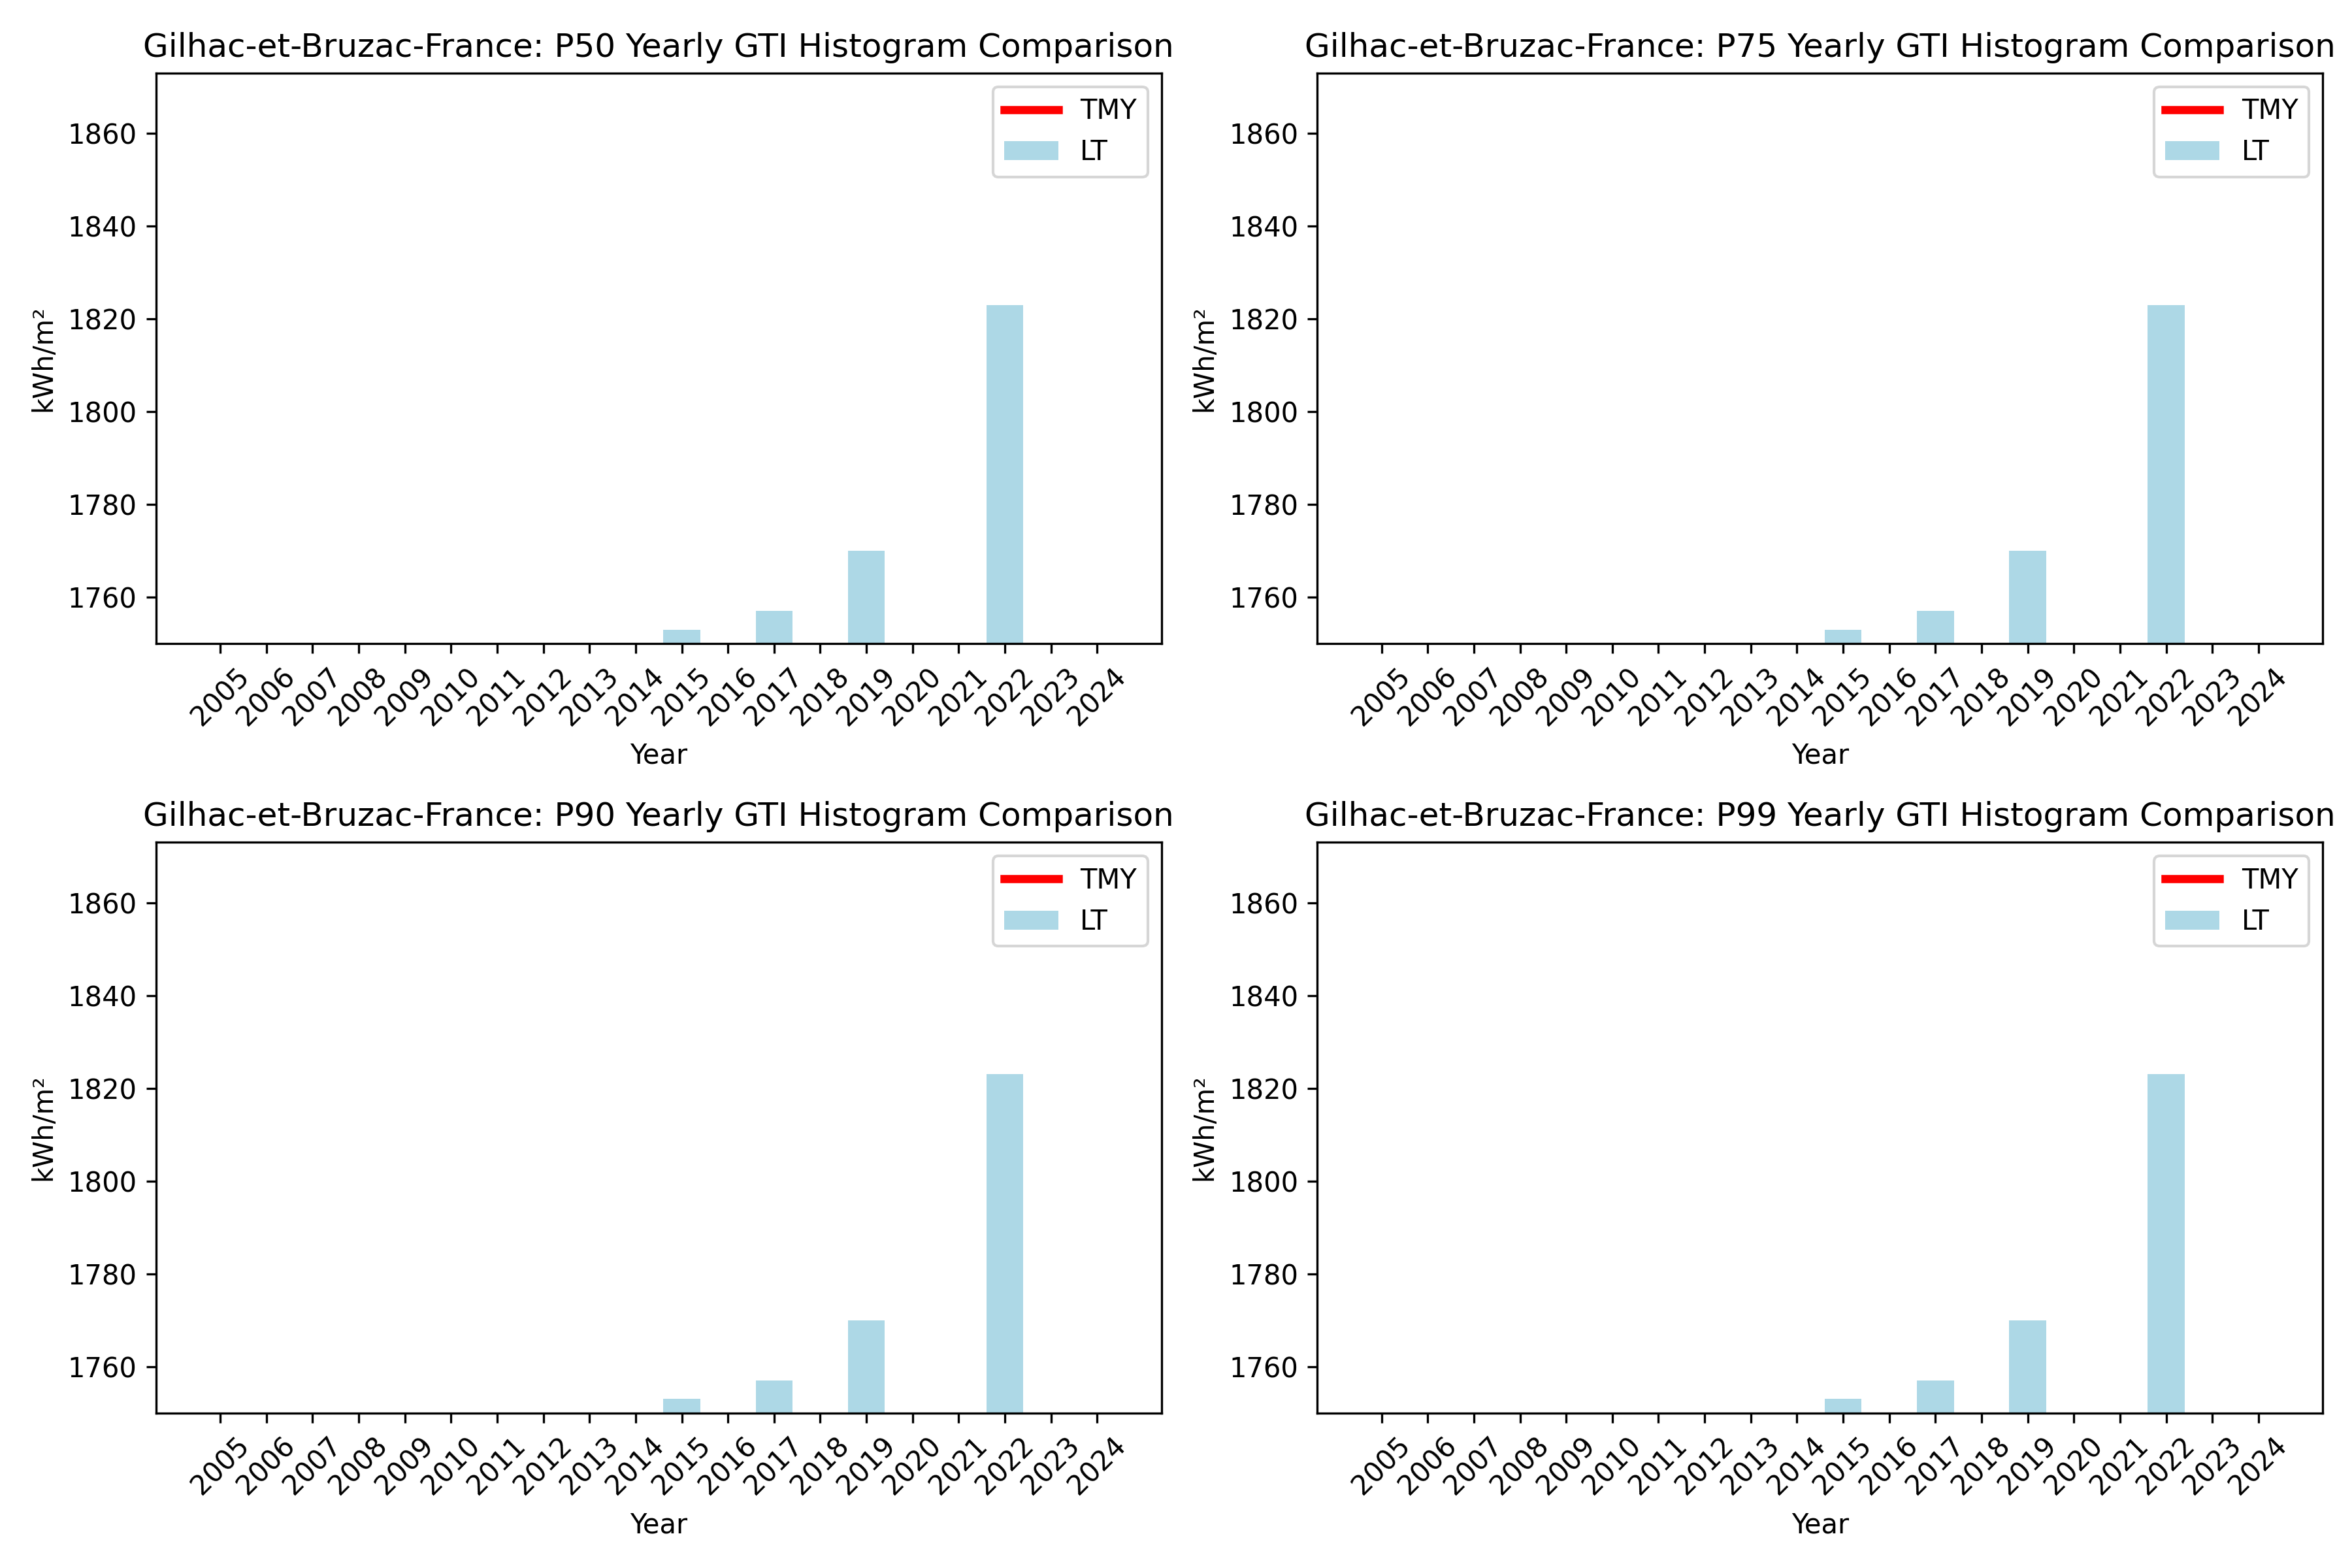 Gilhac-et-Bruzac-France: P50 Yearly GTI Histogram Comparison
TMY
LT
1860
1840
1820
1800
1780
1760
kWh/m²
2005 2006 2007 2008 2009 2010 2011 2012 2013 2014 2015 2016 2017 2018 2019 2020 2021 2022 2023 2024
Year
Gilhac-et-Bruzac-France: P75 Yearly GTI Histogram Comparison
TMY
LT
1860
1840
1820
1800
1780
1760
kWh/m²
2005 2006 2007 2008 2009 2010 2011 2012 2013 2014 2015 2016 2017 2018 2019 2020 2021 2022 2023 2024
Year
Gilhac-et-Bruzac-France: P90 Yearly GTI Histogram Comparison
TMY
LT
1860
1840
1820
1800
1780
1760
kWh/m²
2005 2006 2007 2008 2009 2010 2011 2012 2013 2014 2015 2016 2017 2018 2019 2020 2021 2022 2023 2024
Year
Gilhac-et-Bruzac-France: P99 Yearly GTI Histogram Comparison
TMY
LT
1860
1840
1820
1800
1780
1760
kWh/m²
2005 2006 2007 2008 2009 2010 2011 2012 2013 2014 2015 2016 2017 2018 2019 2020 2021 2022 2023 2024
Year